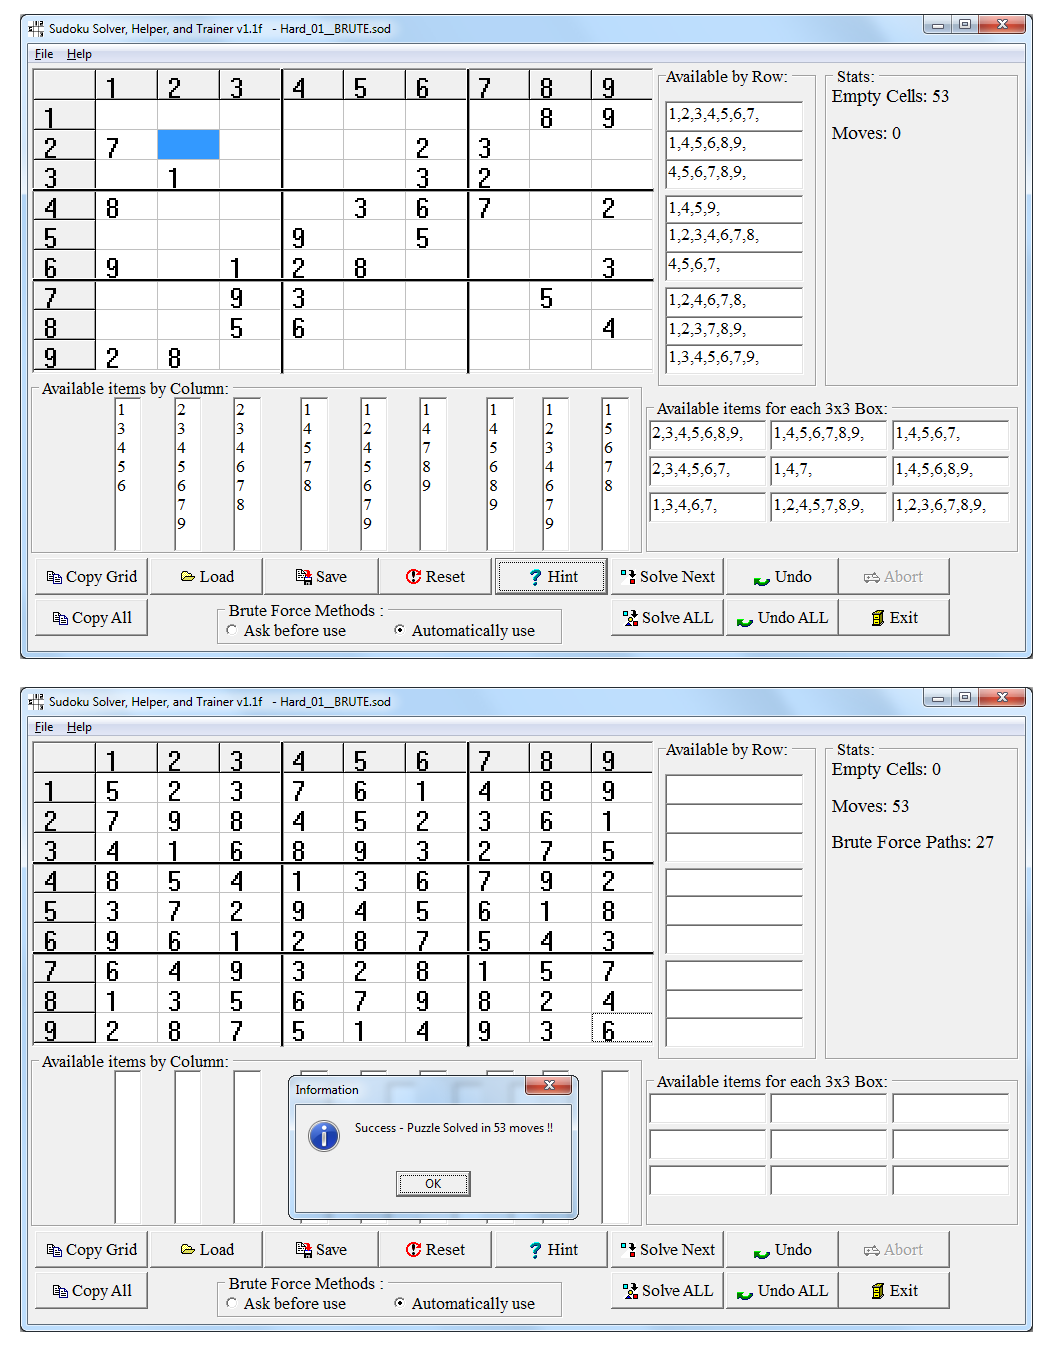 Sudoku Solver, Helper, and Trainer v1.1f - Hard_01__BRUTE.sod
File Help
1 2 3 4 5 6 7 8 9
1 8 9
2 7 2 3
3 1 3 2
4 8 3 6 7 2
5 9 5
6 9 1 2 8 3
7 9 3 5
8 5 6 4
9 2 8
Available by Row:
1,2,3,4,5,6,7,
1,4,5,6,8,9,
4,5,6,7,8,9,
1,4,5,9,
1,2,3,4,6,7,8,
4,5,6,7,
1,2,4,6,7,8,
1,2,3,7,8,9,
1,3,4,5,6,7,9,
Stats:
Empty Cells: 53
Moves: 0
Available items by Column:
1 2 2 1 1 1 1 1 1
3 3 3 4 2 4 4 2 5
4 4 4 5 4 7 5 3 6
5 5 6 7 5 8 6 4 7
6 6 7 8 6 9 8 6 8
7 8 7 9 7
9 9 9
Available items for each 3x3 Box:
2,3,4,5,6,8,9, 1,4,5,6,7,8,9, 1,4,5,6,7,
2,3,4,5,6,7, 1,4,7, 1,4,5,6,8,9,
1,3,4,6,7, 1,2,4,5,7,8,9, 1,2,3,6,7,8,9,
Copy Grid Load Save Reset Hint Solve Next Undo Abort
Copy All
Brute Force Methods :
Ask before use Automatically use
Solve ALL Undo ALL Exit
Sudoku Solver, Helper, and Trainer v1.1f - Hard_01__BRUTE.sod
File Help
1 2 3 4 5 6 7 8 9
1 5 2 3 7 6 1 4 8 9
2 7 9 8 4 5 2 3 6 1
3 4 1 6 8 9 3 2 7 5
4 8 5 4 1 3 6 7 9 2
5 3 7 2 9 4 5 6 1 8
6 9 6 1 2 8 7 5 4 3
7 6 4 9 3 2 8 1 5 7
8 1 3 5 6 7 9 8 2 4
9 2 8 7 5 1 4 9 3 6
Available by Row:
Stats:
Empty Cells: 0
Moves: 53
Brute Force Paths: 27
Available items by Column:
Information
Success - Puzzle Solved in 53 moves !!
OK
Available items for each 3x3 Box:
Copy Grid Load Save Reset Hint Solve Next Undo Abort
Copy All
Brute Force Methods :
Ask before use Automatically use
Solve ALL Undo ALL Exit